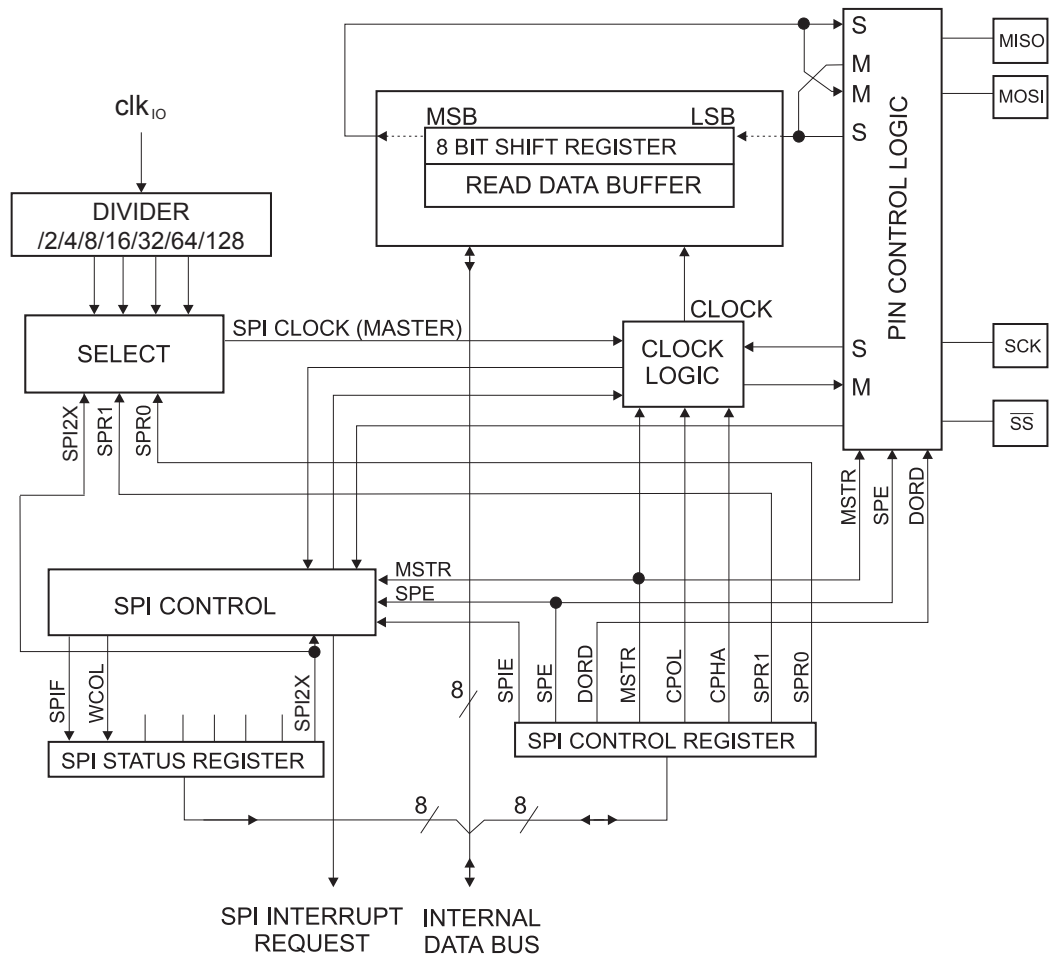 clkIO
DIVIDER
/2/4/8/16/32/64/128
SELECT
SPI2X
SPR1
SPR0
SPI CLOCK (MASTER)
MSB
LSB
8 BIT SHIFT REGISTER
READ DATA BUFFER
CLOCK
CLOCK
LOGIC
S
M
M
S
S
M
PIN CONTROL LOGIC
MISO
MOSI
SCK
SS
MSTR
SPE
DORD
MSTR
SPE
SPI CONTROL
SPIF
WCOL
SPI2X
SPI STATUS REGISTER
SPIE
SPE
DORD
MSTR
CPOL
CPHA
SPR1
SPR0
SPI CONTROL REGISTER
8
8
8
SPI INTERRUPT
REQUEST
INTERNAL
DATA BUS